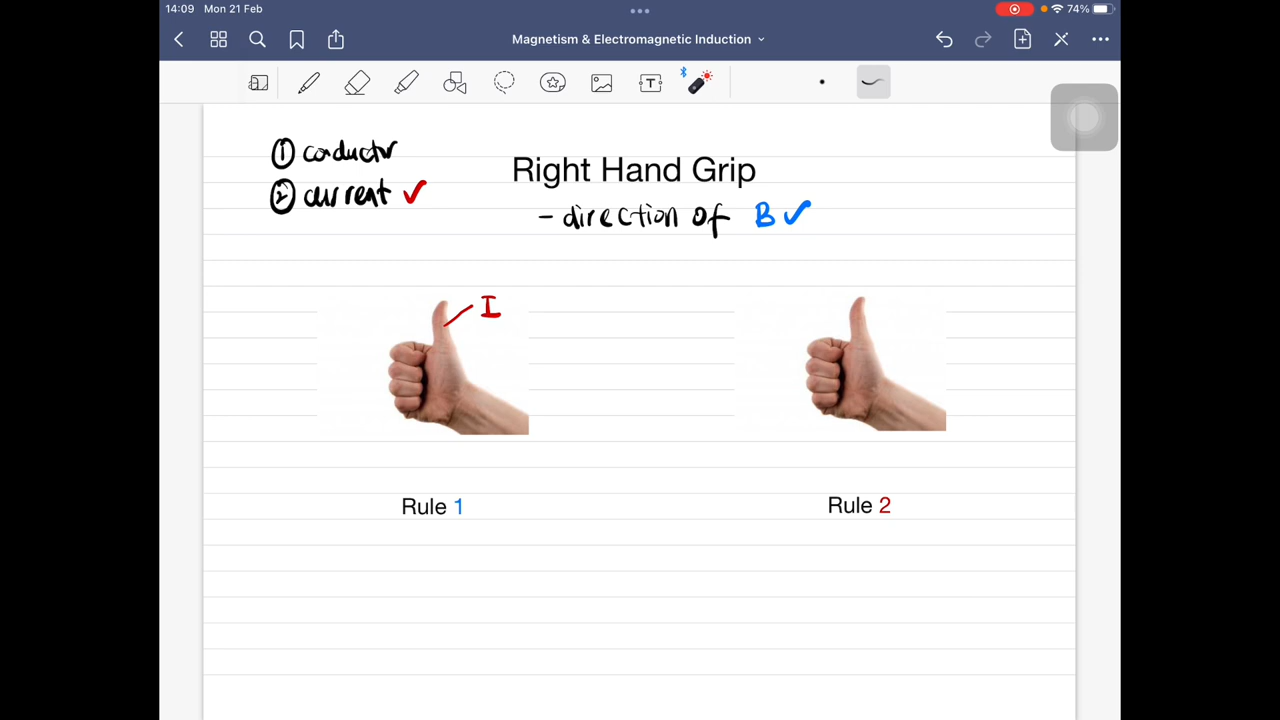 14:09 Mon 21 Feb
74%
Magnetism & Electromagnetic Induction
T
① conductor
② current ✓
Right Hand Grip
- direction of B ✓
I
Rule 1
Rule 2